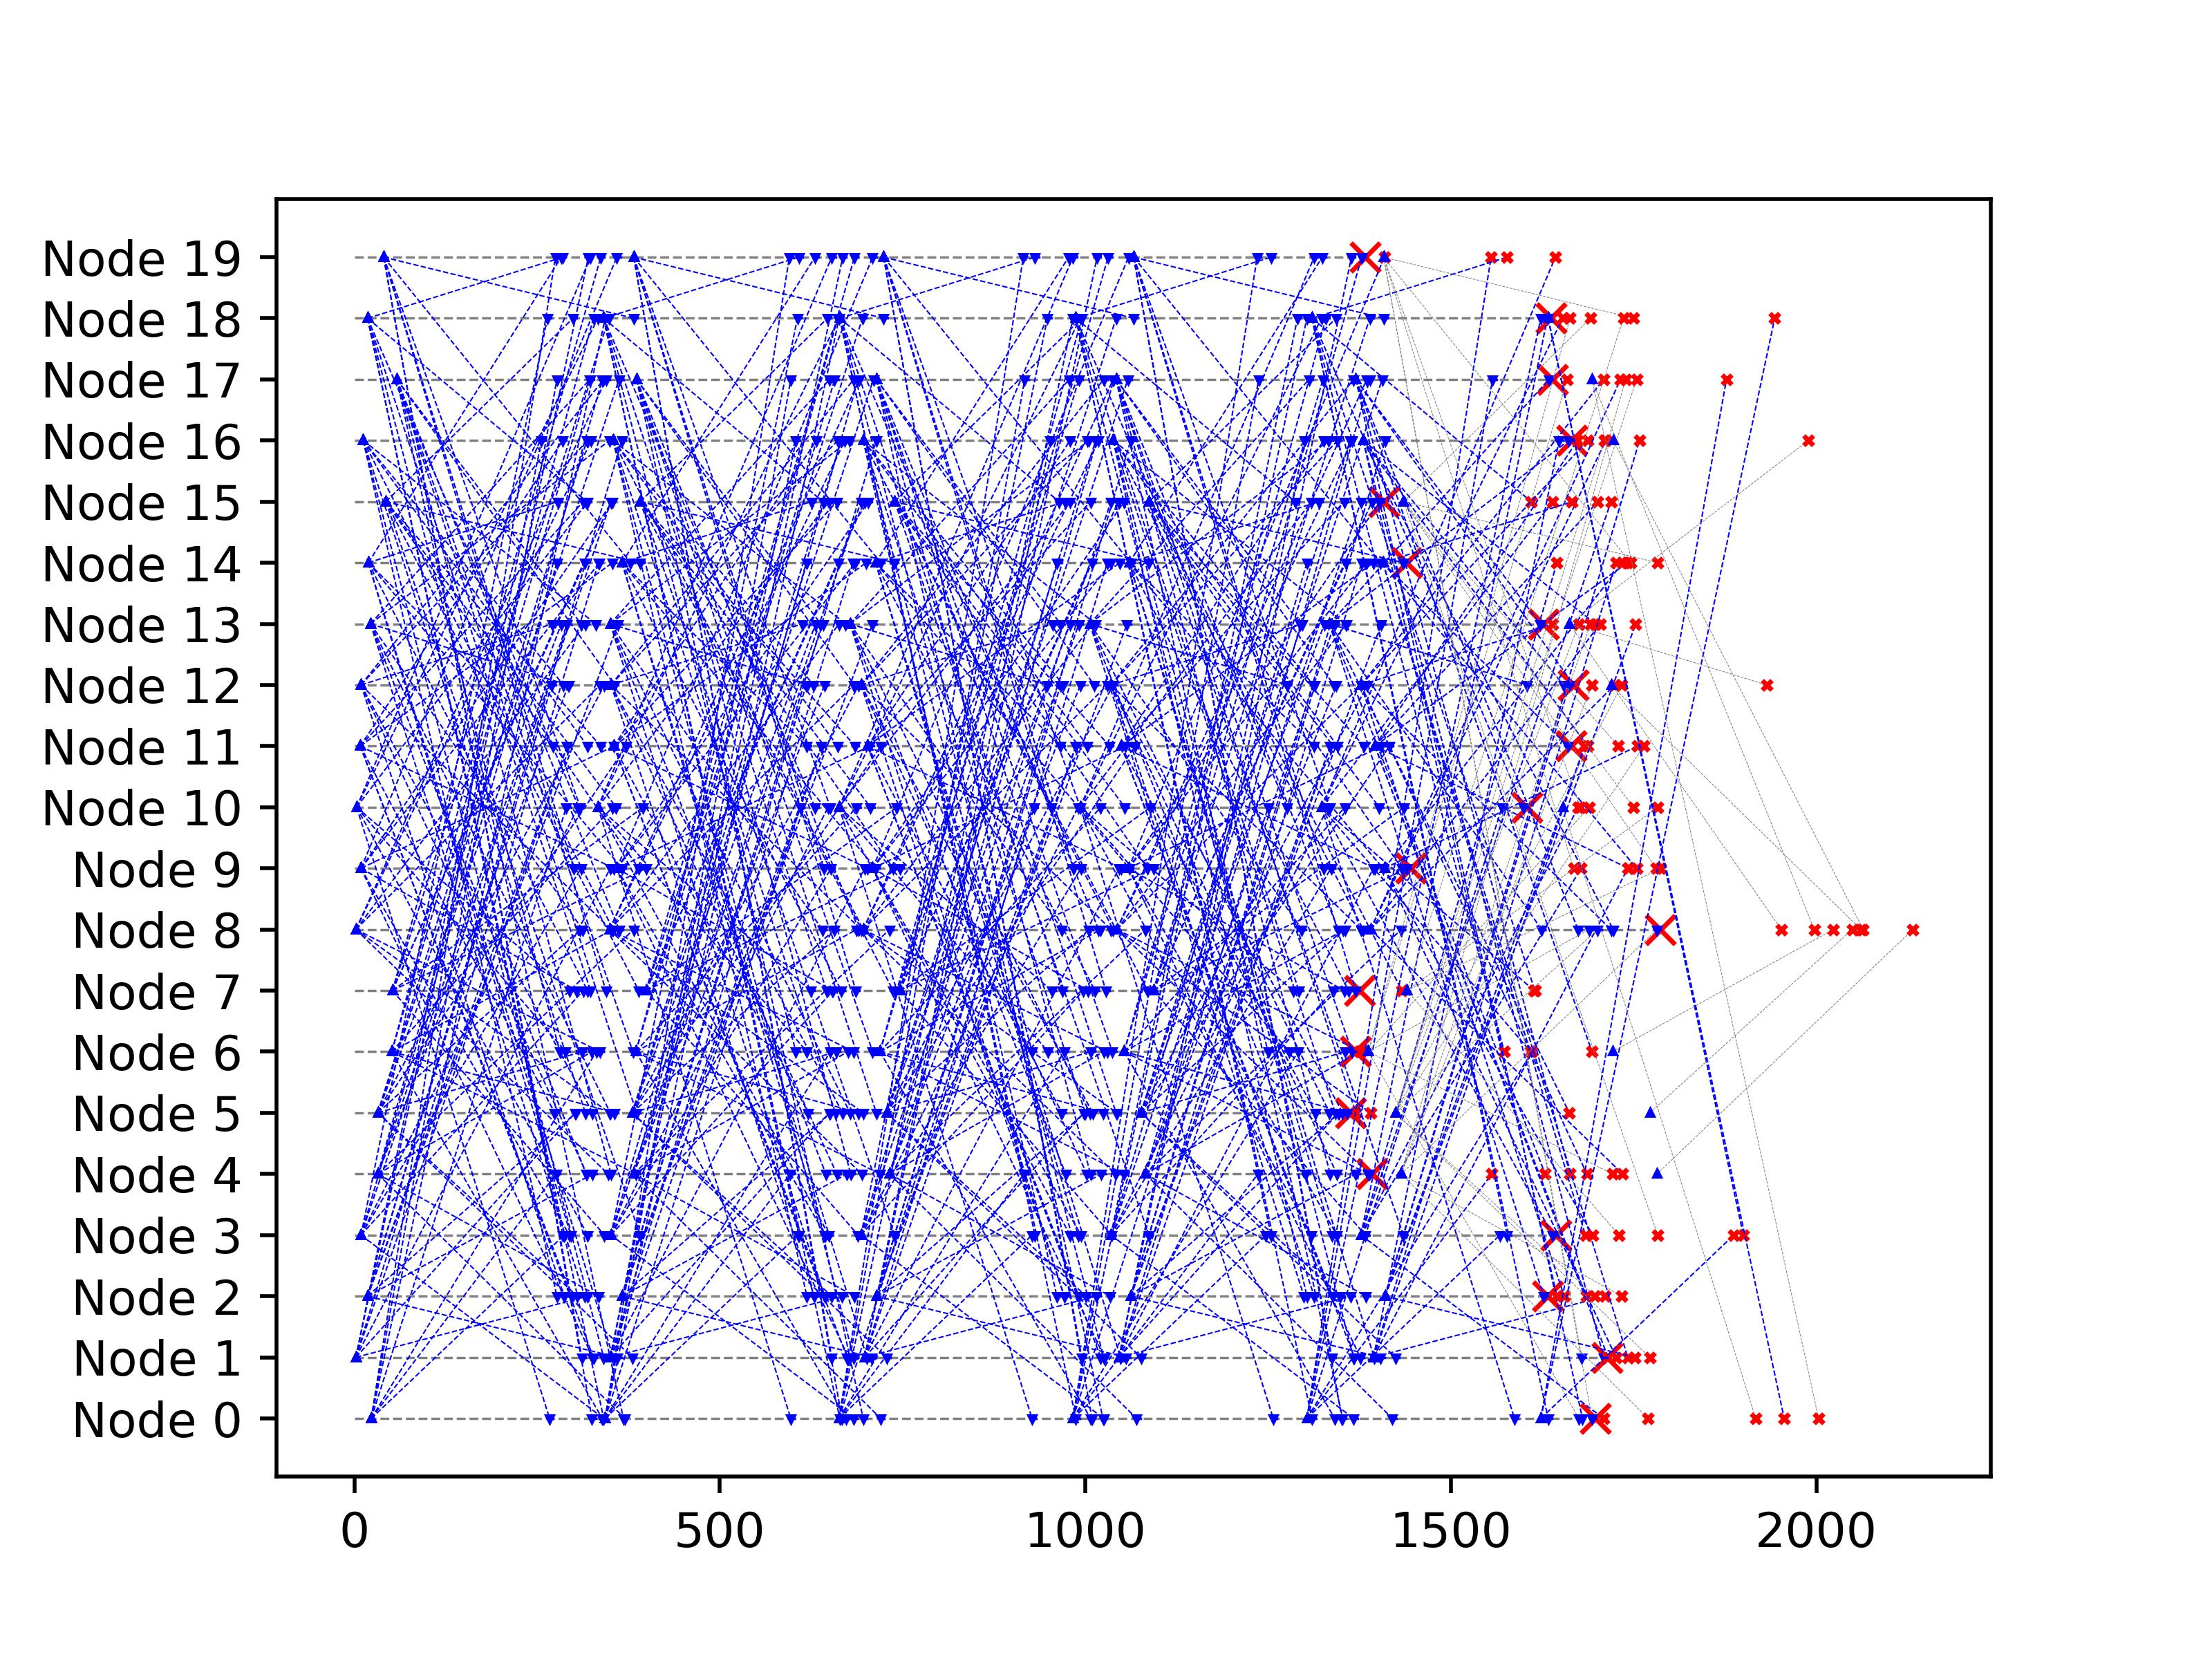 Node 19
Node 18
Node 17
Node 16
Node 15
Node 14
Node 13
Node 12
Node 11
Node 10
Node 9
Node 8
Node 7
Node 6
Node 5
Node 4
Node 3
Node 2
Node 1
Node 0
0 500 1000 1500 2000